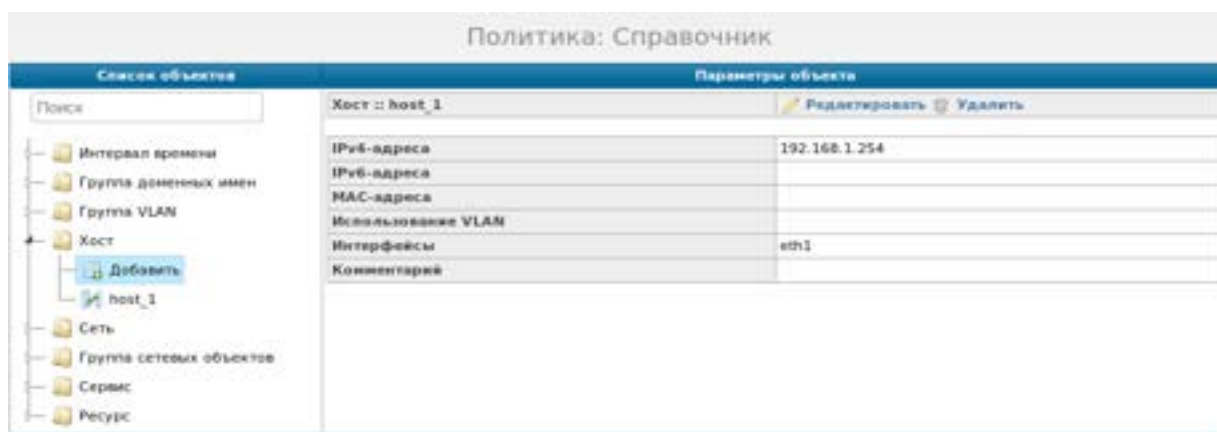 Политика: Справочник
Список объектов
Параметры объекта
Поиск
Хост :: host_1
Редактировать Удалить
IPv6-адреса 192.168.1.254
IPv6-адреса
MAC-адреса
Использование VLAN
Интерфейсы eth1
Комментарий
Интервал времени
Группа доменных имен
Группа VLAN
Хост
Добавить
host_1
Сеть
Группа сетевых объектов
Сервис
Ресурс